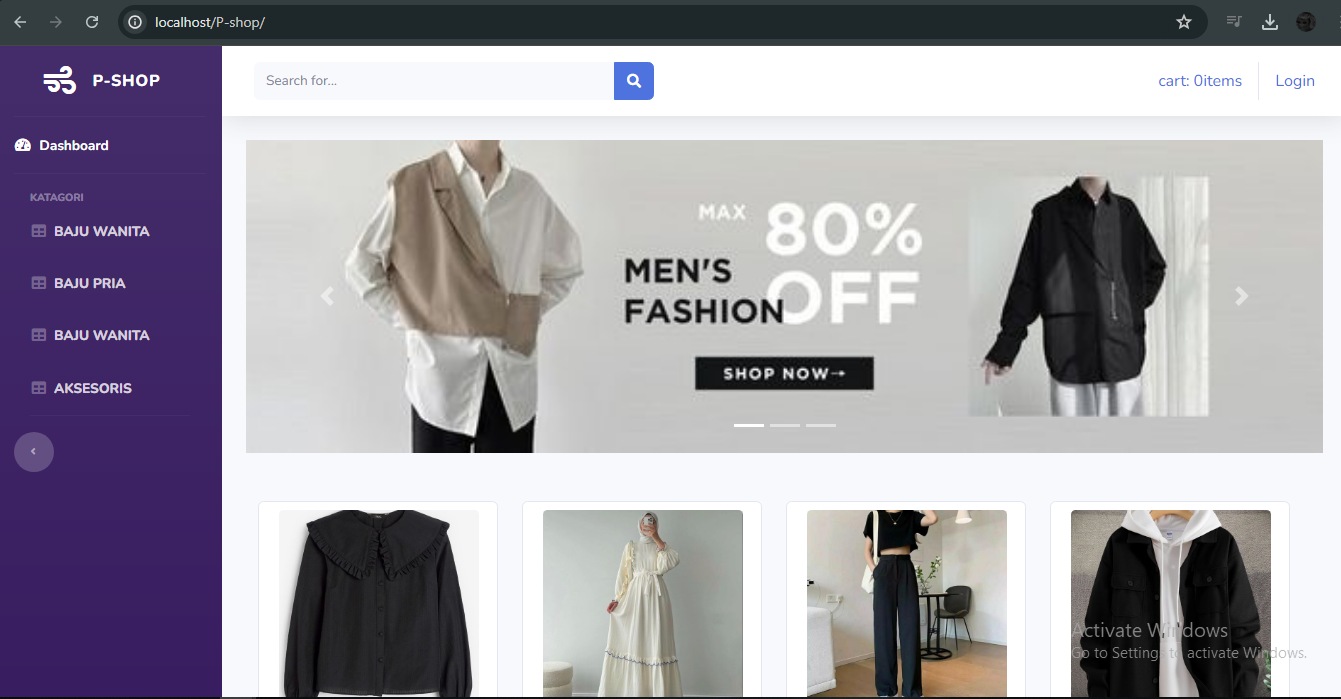 localhost/P-shop/
P-SHOP
Search for...
cart: 0items
Login
Dashboard
KATAGORI
BAJU WANITA
BAJU PRIA
BAJU WANITA
AKSESORIS
MAX
80%
OFF
MEN'S
FASHION
SHOP NOW→
Activate Windows
Go to Settings to activate Windows.